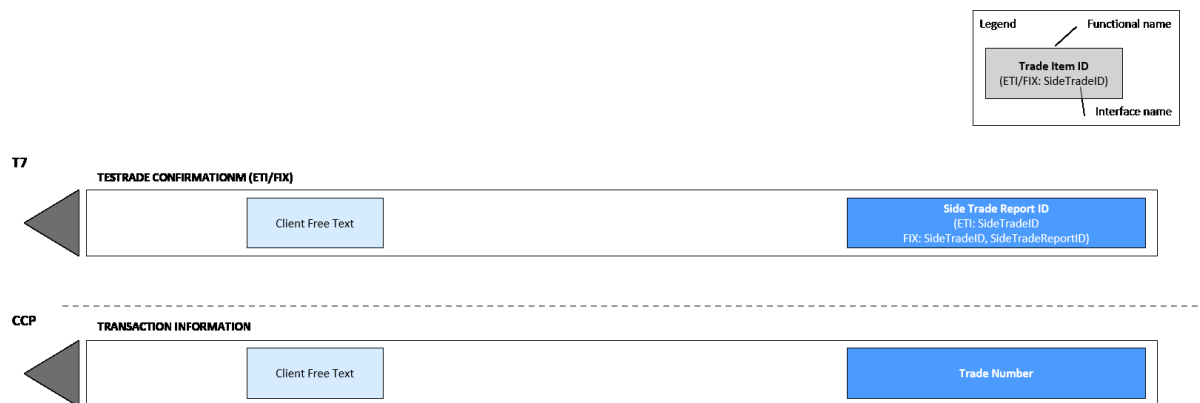 Legend
Functional name
Trade Item ID
(ETI/FIX: SideTradeID)
Interface name
T7
TESTRADE CONFIRMATIONM (ETI/FIX)
Client Free Text
Side Trade Report ID
(ETI: SideTradeID
FIX: SideTradeID, SideTradeReportID)
CCP
TRANSACTION INFORMATION
Client Free Text
Trade Number